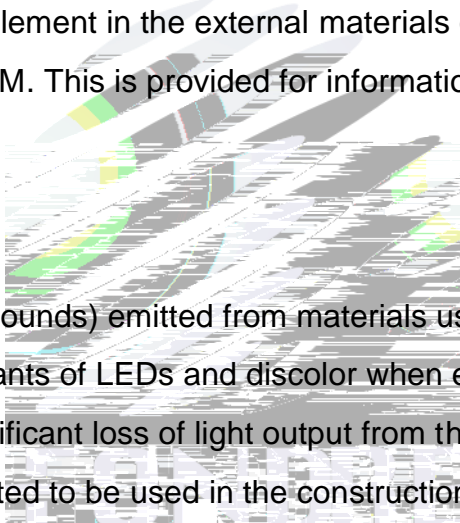 lement in the external materials
M. This is provided for informatio
ounds) emitted from materials us
ants of LEDs and discolor when e
ificant loss of light output from th
ted to be used in the construction